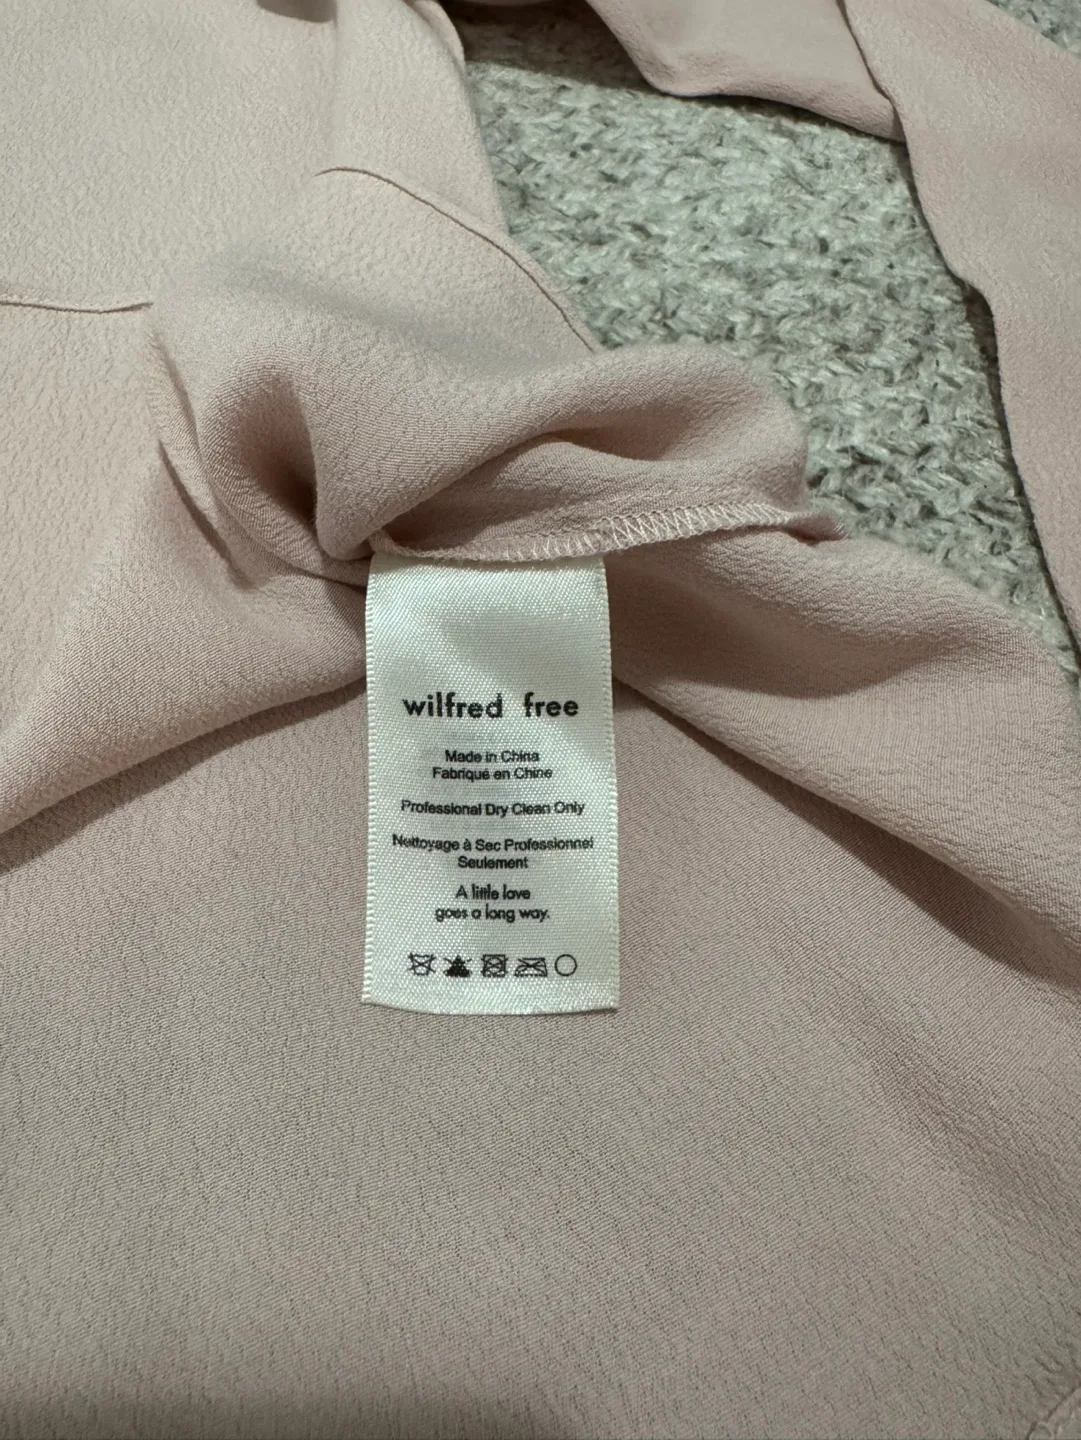 wilfred free
Made in China
Fabriqué en Chine
Professional Dry Clean Only
Nettoyage à Sec Professionnel
Seulement
A little love
goes a long way.